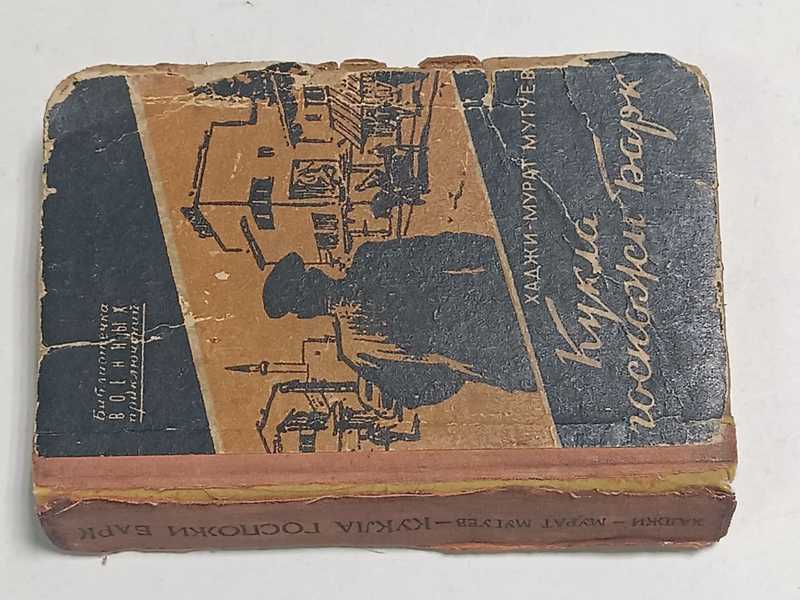 Библиотечка
ВОЕННЫХ
приключений
ХАДЖИ-МУРАТ МУГУЕВ
Кукла
госпожи Барк
ХАДЖИ – МУРАТ МУГУЕВ – КУКЛА ГОСПОЖИ БАРК